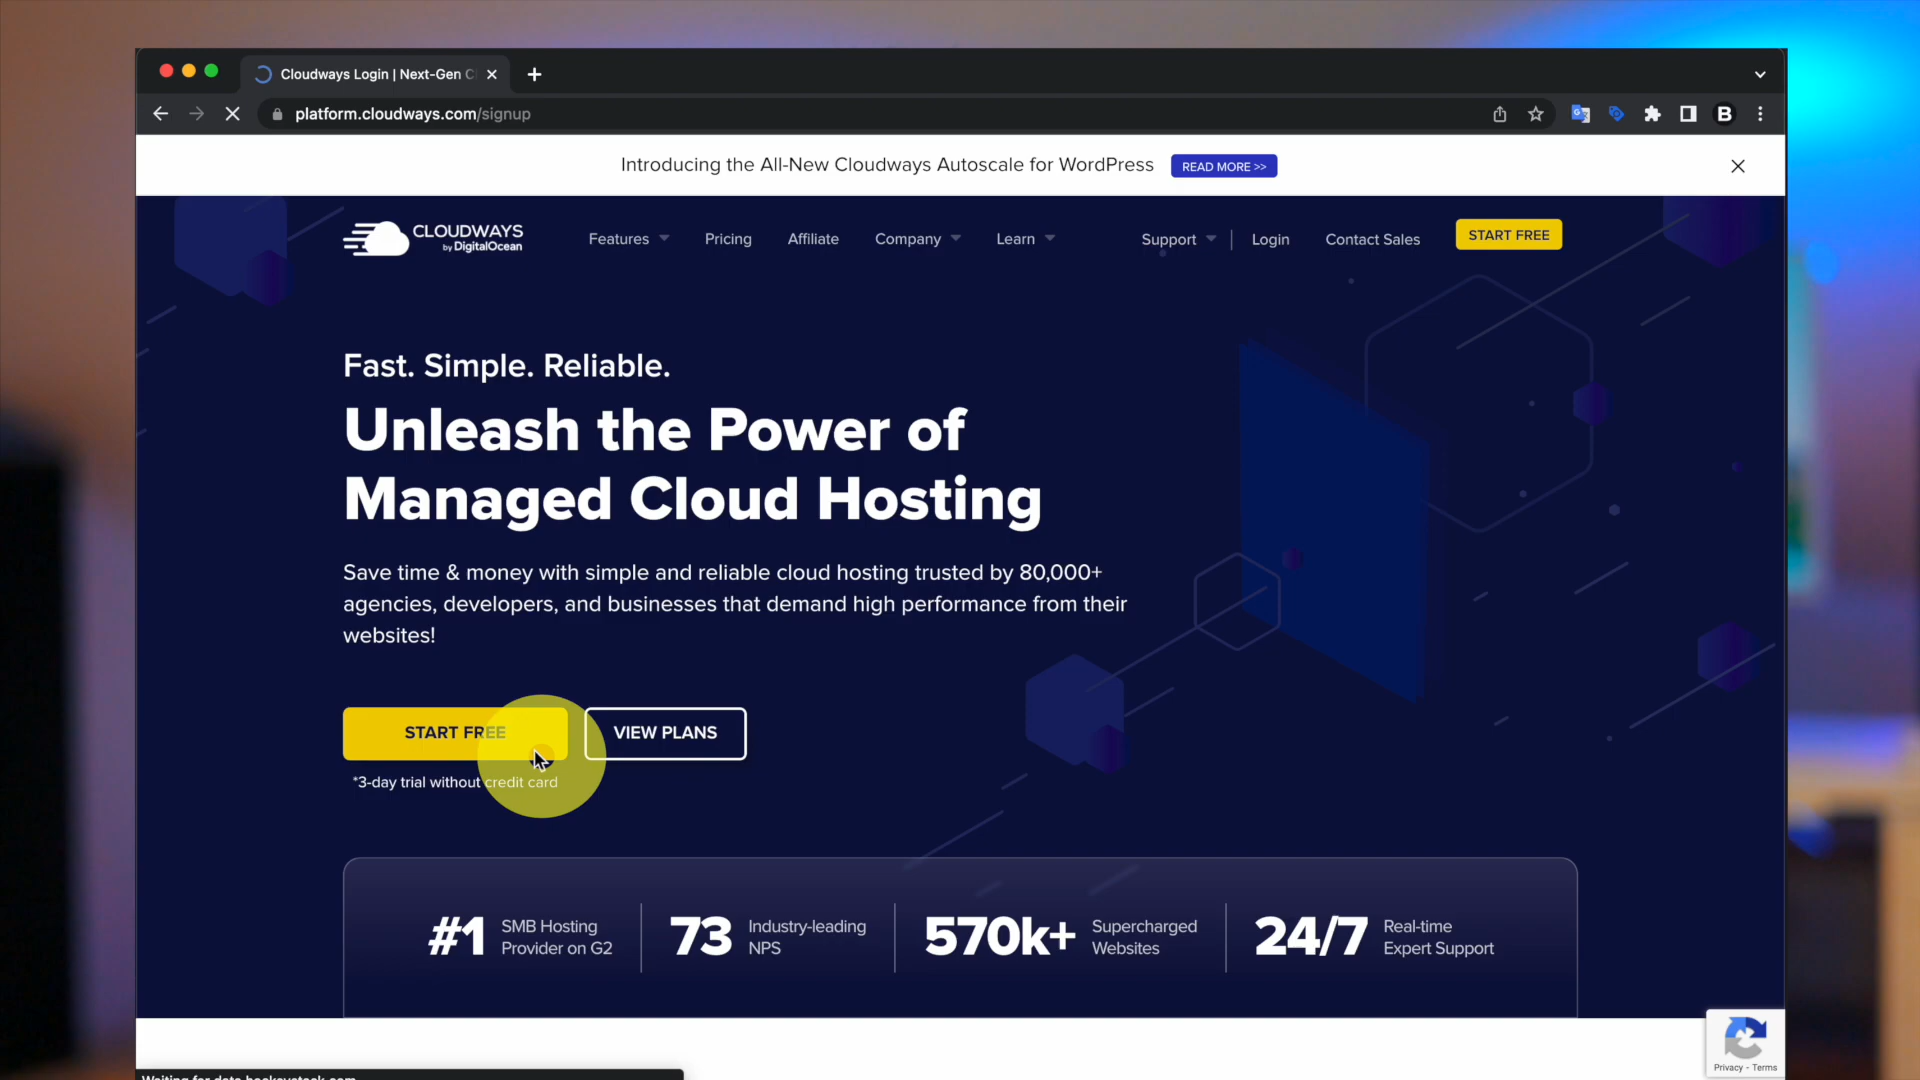 Cloudways Login | Next-Gen C
platform.cloudways.com/signup
B
Introducing the All-New Cloudways Autoscale for WordPress
READ MORE >>
CLOUDWAYS
by DigitalOcean
Features
Pricing
Affiliate
Company
Learn
Support
Login
Contact Sales
START FREE
Fast. Simple. Reliable.
Unleash the Power of
Managed Cloud Hosting
Save time & money with simple and reliable cloud hosting trusted by 80,000+
agencies, developers, and businesses that demand high performance from their
websites!
START FREE
VIEW PLANS
*3-day trial without credit card
#1
SMB Hosting
Provider on G2
73
Industry-leading
NPS
570k+
Supercharged
Websites
24/7
Real-time
Expert Support
Privacy - Terms
Waiting for